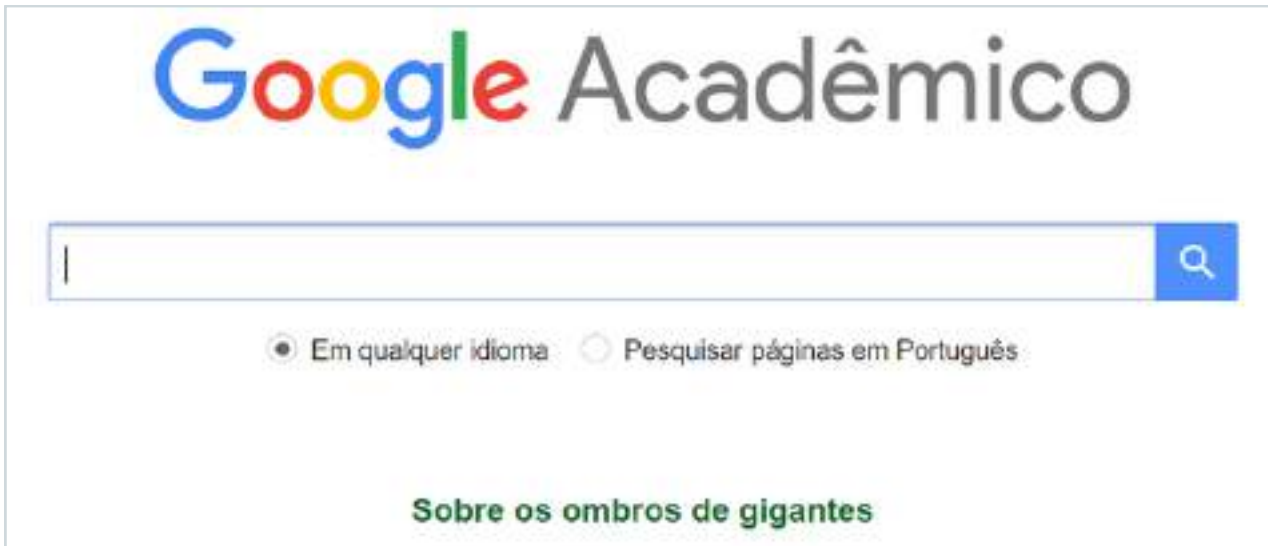 Google Acadêmico
Em qualquer idioma Pesquisar páginas em Português
Sobre os ombros de gigantes